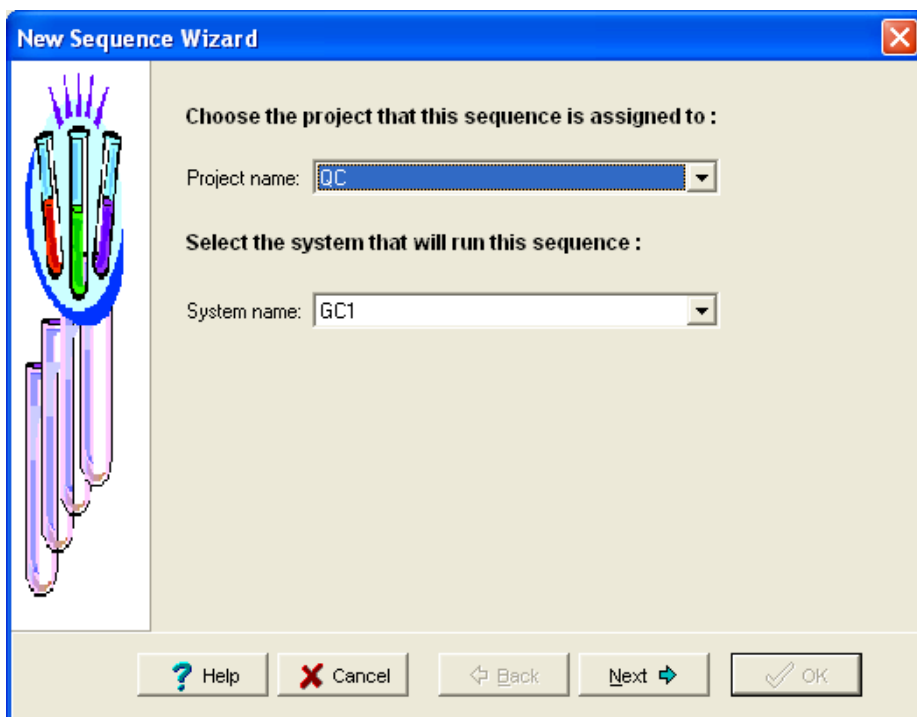 New Sequence Wizard
Choose the project that this sequence is assigned to :
Project name: QC
Select the system that will run this sequence :
System name: GC1
Help Cancel Back Next OK